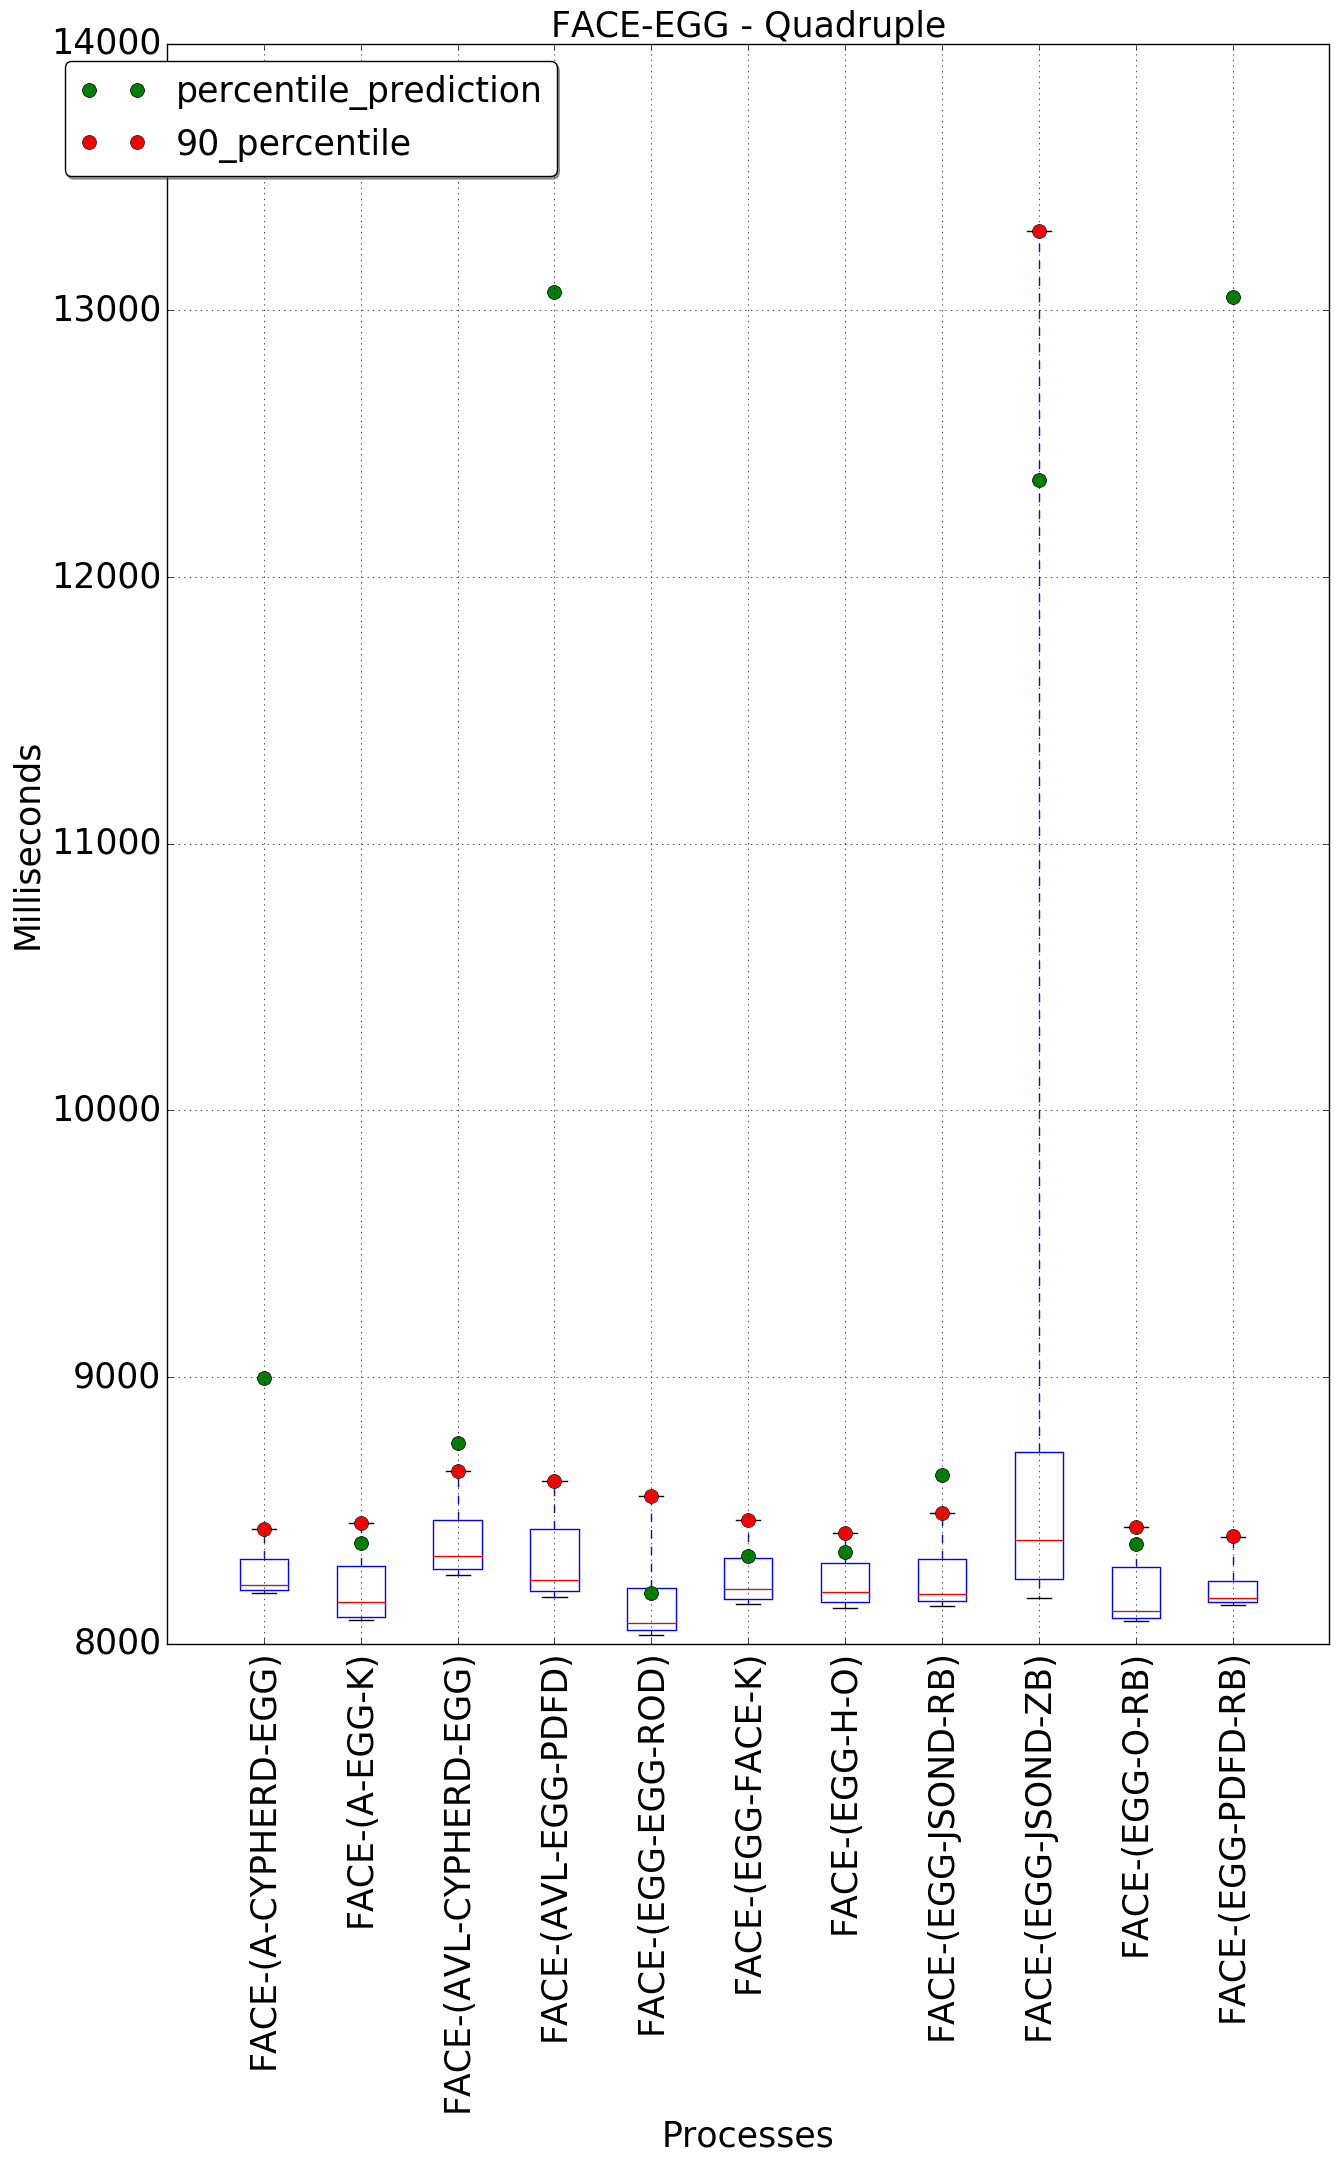 FACE-EGG - Quadruple
percentile_prediction
90_percentile
14000
13000
12000
11000
10000
9000
8000
Milliseconds
FACE-(A-CYPHERD-EGG)
FACE-(A-EGG-K)
FACE-(AVL-CYPHERD-EGG)
FACE-(AVL-EGG-PDFD)
FACE-(EGG-EGG-ROD)
FACE-(EGG-FACE-K)
FACE-(EGG-H-O)
FACE-(EGG-JSOND-RB)
FACE-(EGG-JSOND-ZB)
FACE-(EGG-O-RB)
FACE-(EGG-PDFD-RB)
Processes